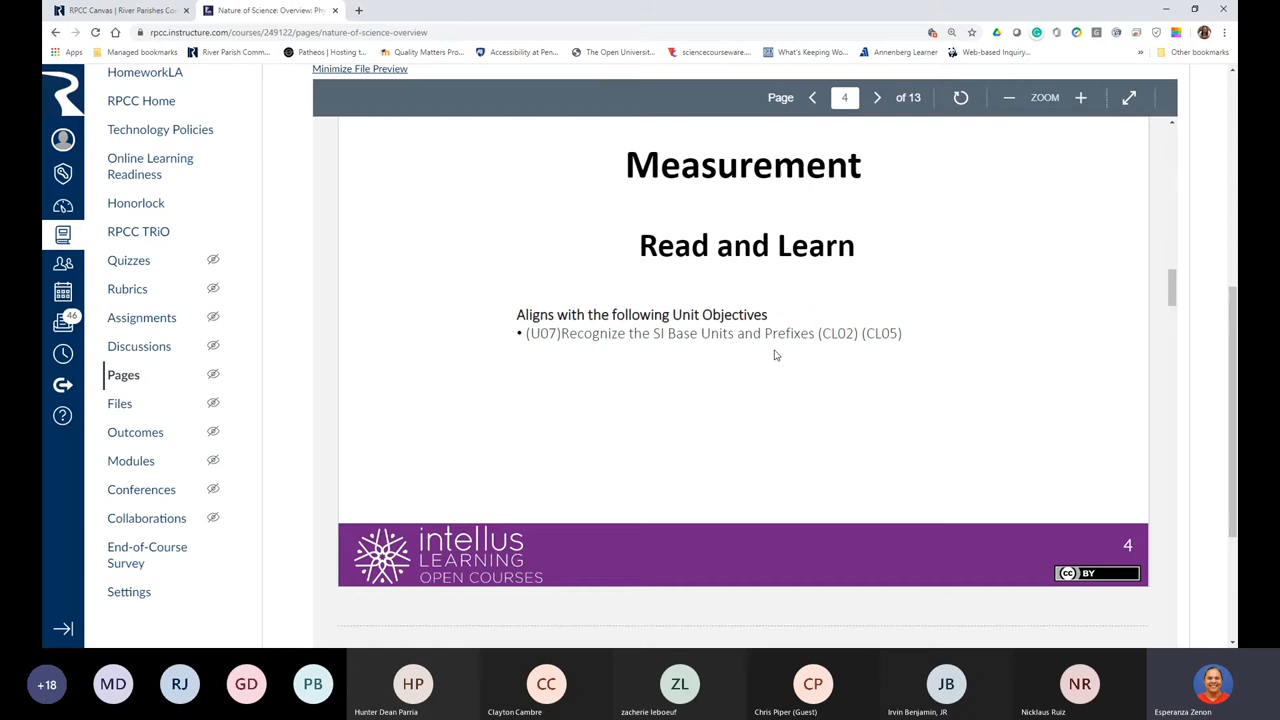 RPCC Canvas | River Parishes Con
Nature of Science: Overview: Phy
rpcc.instructure.com/courses/249122/pages/nature-of-science-overview
Apps
Managed bookmarks
River Parish Comm...
Patheos | Hosting t...
Quality Matters Pro...
Accessibility at Pen...
The Open Universit...
sciencecourseware...
What's Keeping Wo...
Annenberg Learner
Web-based Inquiry...
»
Other bookmarks
HomeworkLA
RPCC Home
Technology Policies
Online Learning
Readiness
Honorlock
RPCC TRiO
Quizzes
Rubrics
Assignments
Discussions
Pages
Files
Outcomes
Modules
Conferences
Collaborations
End-of-Course
Survey
Settings
46
Minimize File Preview
Page 4 of 13 ZOOM
Measurement
Read and Learn
Aligns with the following Unit Objectives
• (U07)Recognize the SI Base Units and Prefixes (CL02) (CL05)
intellus
LEARNING
OPEN COURSES
4
cc BY
+18 MD RJ GD PB HP CC ZL CP JB NR
Hunter Dean Parria
Clayton Cambre
zacherie leboeuf
Chris Piper (Guest)
Irvin Benjamin, JR
Nicklaus Ruiz
Esperanza Zenon